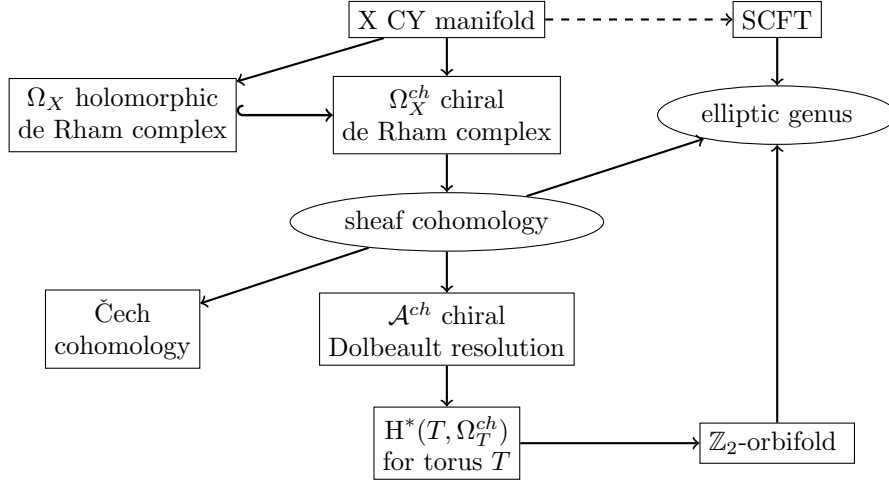 X CY manifold
SCFT
Ω_X holomorphic
de Rham complex
Ω_X^{ch} chiral
de Rham complex
elliptic genus
sheaf cohomology
Čech
cohomology
𝒜^{ch} chiral
Dolbeault resolution
H*(T, Ω_T^{ch})
for torus T
ℤ₂-orbifold